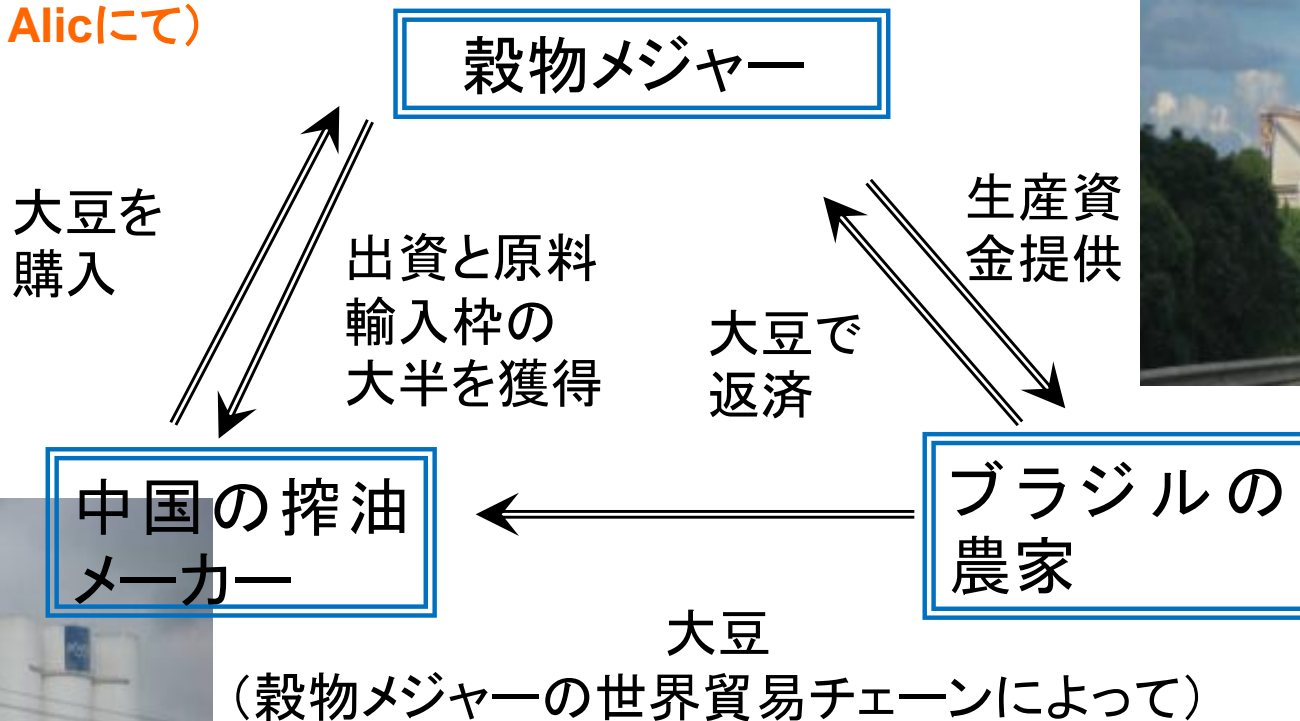 Alicにて）
穀物メジャー
大豆を
購入
出資と原料
輸入枠の
大半を獲得
大豆で
返済
生産資
金提供
中国の搾油
メーカー
ブラジルの
農家
大豆
（穀物メジャーの世界貿易チェーンによって）